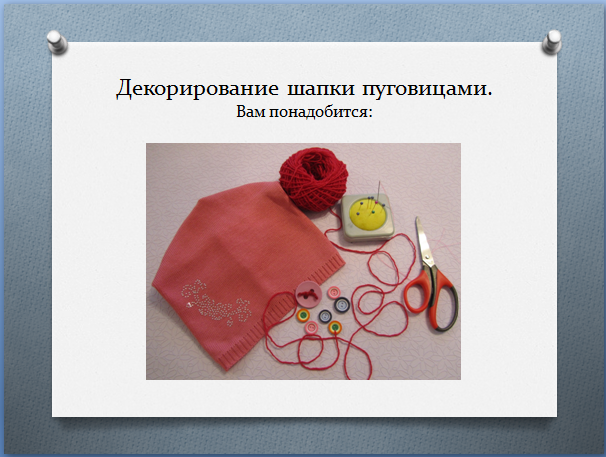 Декорирование шапки пуговицами.
Вам понадобится: